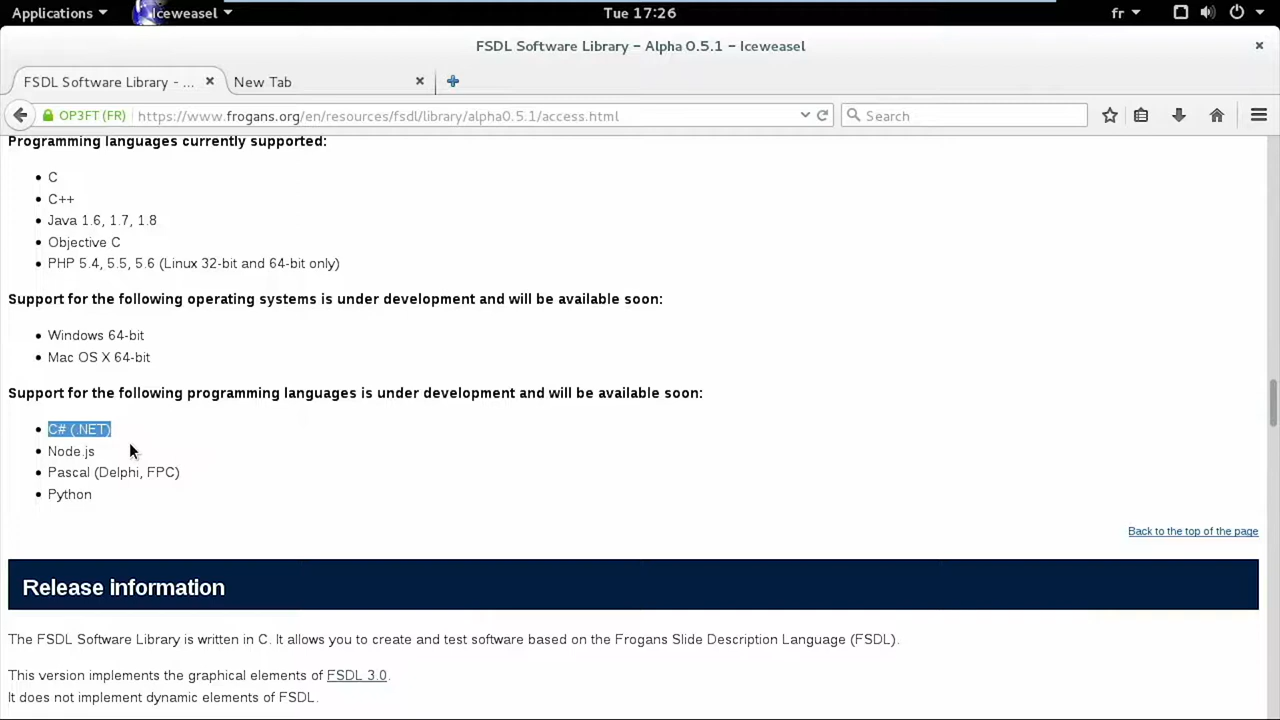 Applications Iceweasel Tue 17:26 fr
FSDL Software Library - Alpha 0.5.1 - Iceweasel
FSDL Software Library - ... New Tab
OP3FT (FR) https://www.frogans.org/en/resources/fsdl/library/alpha0.5.1/access.html Search
Programming languages currently supported:
C
C++
Java 1.6, 1.7, 1.8
Objective C
PHP 5.4, 5.5, 5.6 (Linux 32-bit and 64-bit only)
Support for the following operating systems is under development and will be available soon:
Windows 64-bit
Mac OS X 64-bit
Support for the following programming languages is under development and will be available soon:
C# (.NET)
Node.js
Pascal (Delphi, FPC)
Python
Back to the top of the page
Release information
The FSDL Software Library is written in C. It allows you to create and test software based on the Frogans Slide Description Language (FSDL).
This version implements the graphical elements of FSDL 3.0.
It does not implement dynamic elements of FSDL.